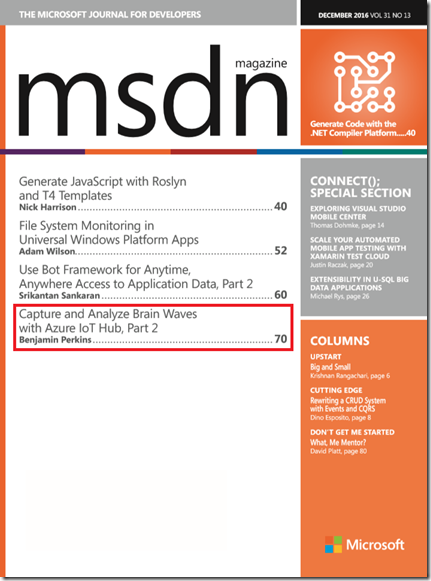 THE MICROSOFT JOURNAL FOR DEVELOPERS
DECEMBER 2016 VOL 31 NO 13
magazine
msdn
Generate Code with the
.NET Compiler Platform.....40
Generate JavaScript with Roslyn
and T4 Templates
Nick Harrison..........................................................40
File System Monitoring in
Universal Windows Platform Apps
Adam Wilson..........................................................52
Use Bot Framework for Anytime,
Anywhere Access to Application Data, Part 2
Srikantan Sankaran..................................................60
Capture and Analyze Brain Waves
with Azure IoT Hub, Part 2
Benjamin Perkins.....................................................70
CONNECT();
SPECIAL SECTION
EXPLORING VISUAL STUDIO
MOBILE CENTER
Thomas Dohmke, page 14
SCALE YOUR AUTOMATED
MOBILE APP TESTING WITH
XAMARIN TEST CLOUD
Justin Raczak, page 20
EXTENSIBILITY IN U-SQL BIG
DATA APPLICATIONS
Michael Rys, page 26
COLUMNS
UPSTART
Big and Small
Krishnan Rangachari, page 6
CUTTING EDGE
Rewriting a CRUD System
with Events and CQRS
Dino Esposito, page 8
DON'T GET ME STARTED
What, Me Mentor?
David Platt, page 80
Microsoft